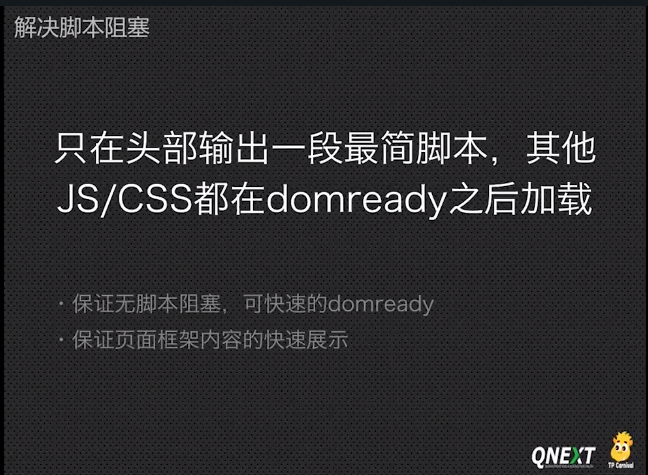 解决脚本阻塞
只在头部输出一段最简脚本，其他
JS/CSS都在domready之后加载
· 保证无脚本阻塞，可快速的domready
· 保证页面框架内容的快速展示
QNEXT
TP Carnival